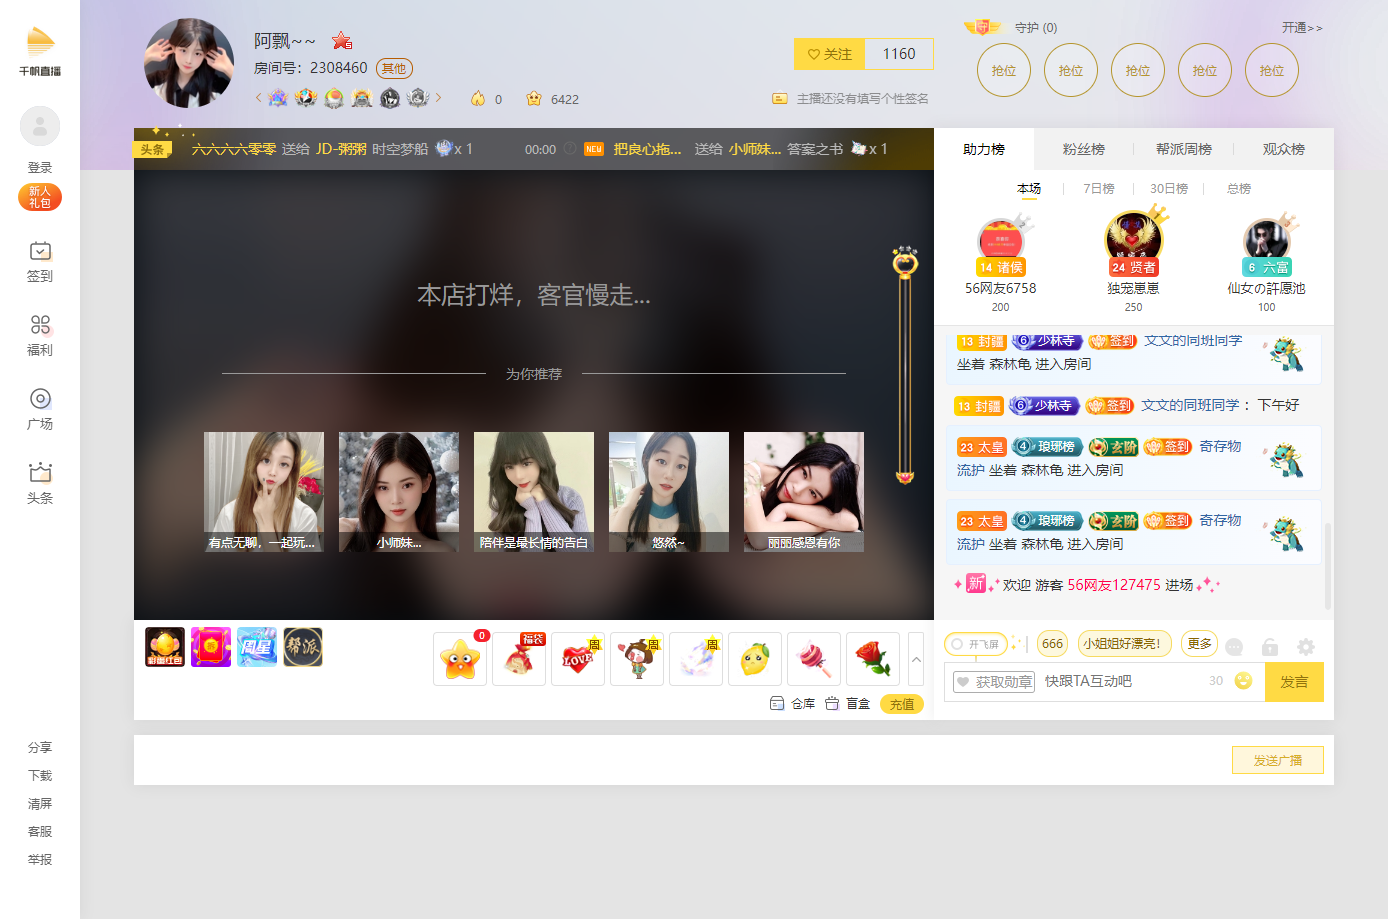 千帆直播
登录
新人
礼包
签到
福利
广场
头条
分享
下载
清屏
客服
举报
阿飘~~
房间号：2308460 其他
0 6422
关注 1160
主播还没有填写个性签名
守护 (0) 开通>>
抢位 抢位 抢位 抢位 抢位
头条 六六六六零零 送给 JD-粥粥 时空梦船 x 1 00:00 NEW 把良心拖... 送给 小师妹... 答案之书 x 1
本店打烊，客官慢走...
为你推荐
有点无聊，一起玩... 小师妹... 陪伴是最长情的告白 悠然~ 丽丽感恩有你
彩蛋红包 周星 帮派
0 福袋 周 周 周
LOVE
仓库 盲盒 充值
助力榜 粉丝榜 帮派周榜 观众榜
本场 7日榜 30日榜 总榜
14 诸侯 24 贤者 6 六富
56网友6758 独宠崽崽 仙女の許愿池
200 250 100
13 封疆 6 少林寺 签到 文文的同班同学
坐着 森林龟 进入房间
13 封疆 6 少林寺 签到 文文的同班同学： 下午好
23 太皇 4 琅琊榜 玄阶 签到 奇存物
流护 坐着 森林龟 进入房间
23 太皇 4 琅琊榜 玄阶 签到 奇存物
流护 坐着 森林龟 进入房间
新 欢迎 游客 56网友127475 进场
开飞屏 666 小姐姐好漂亮！ 更多
获取勋章 快跟TA互动吧 30 发言
发送广播